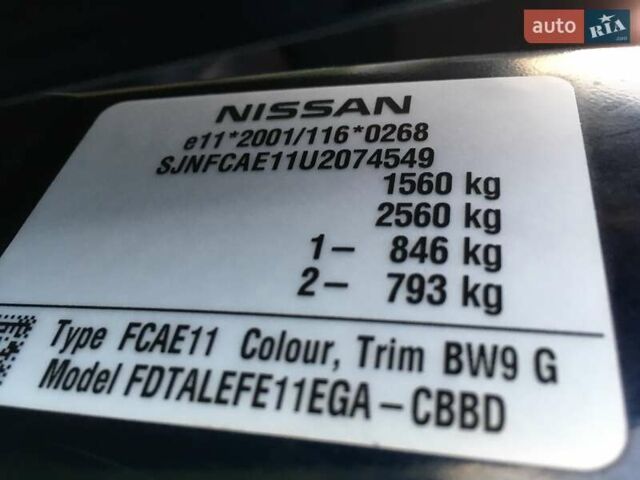 auto RIA.com
NISSAN
e11*2001/116*0268
SJNFCAE11U2074549
1560 kg
2560 kg
1– 846 kg
2– 793 kg
Type FCAE11 Colour, Trim BW9 G
Model FDTALEFE11EGA–CBBD